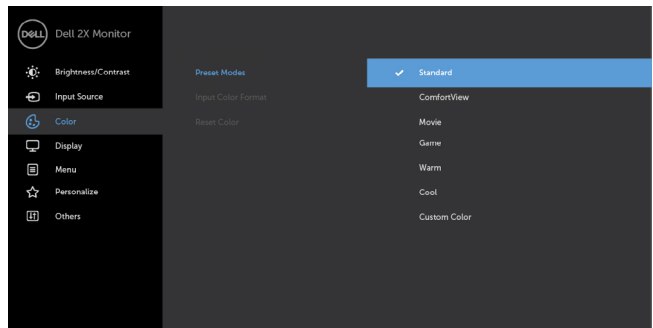 DELL Dell 2X Monitor
Brightness/Contrast
Input Source
Color
Display
Menu
Personalize
Others
Preset Modes
Input Color Format
Reset Color
Standard
ComfortView
Movie
Game
Warm
Cool
Custom Color